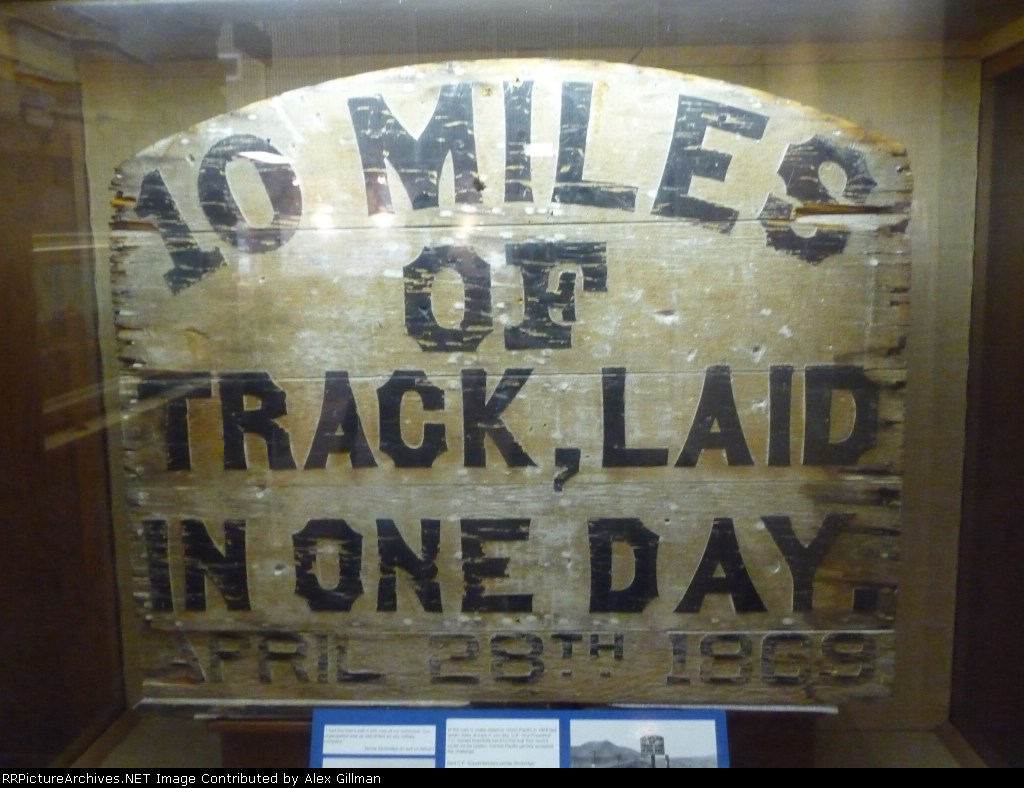 10 MILES
OF
TRACK, LAID
IN ONE DAY.
APRIL 28TH 1869
RRPictureArchives.NET Image Contributed by Alex Gillman